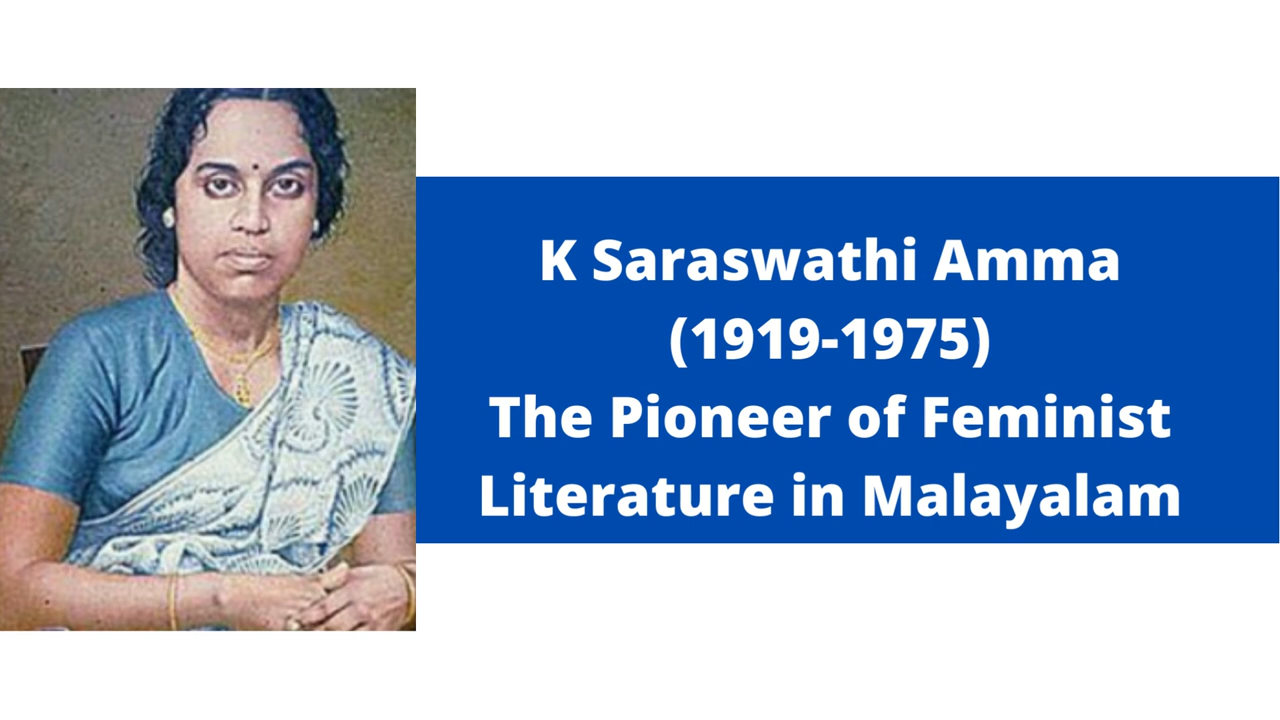 K Saraswathi Amma
(1919-1975)
The Pioneer of Feminist
Literature in Malayalam